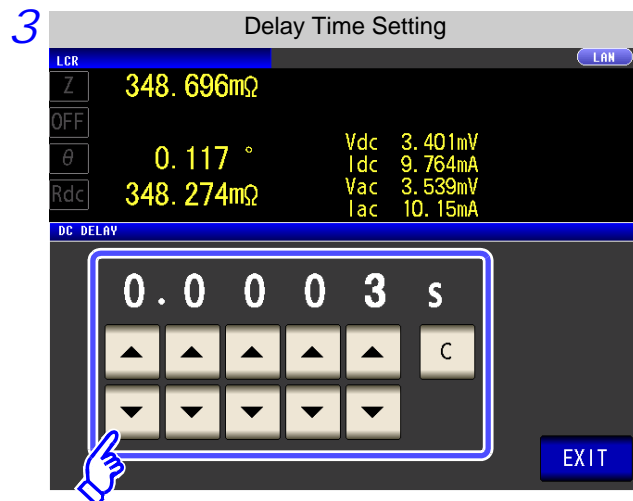 3
Delay Time Setting
LCR LAN
Z 348.696mΩ
OFF
θ 0.117 °
Rdc 348.274mΩ
Vdc 3.401mV
Idc 9.764mA
Vac 3.539mV
Iac 10.15mA
DC DELAY
0.0003 s
C
EXIT